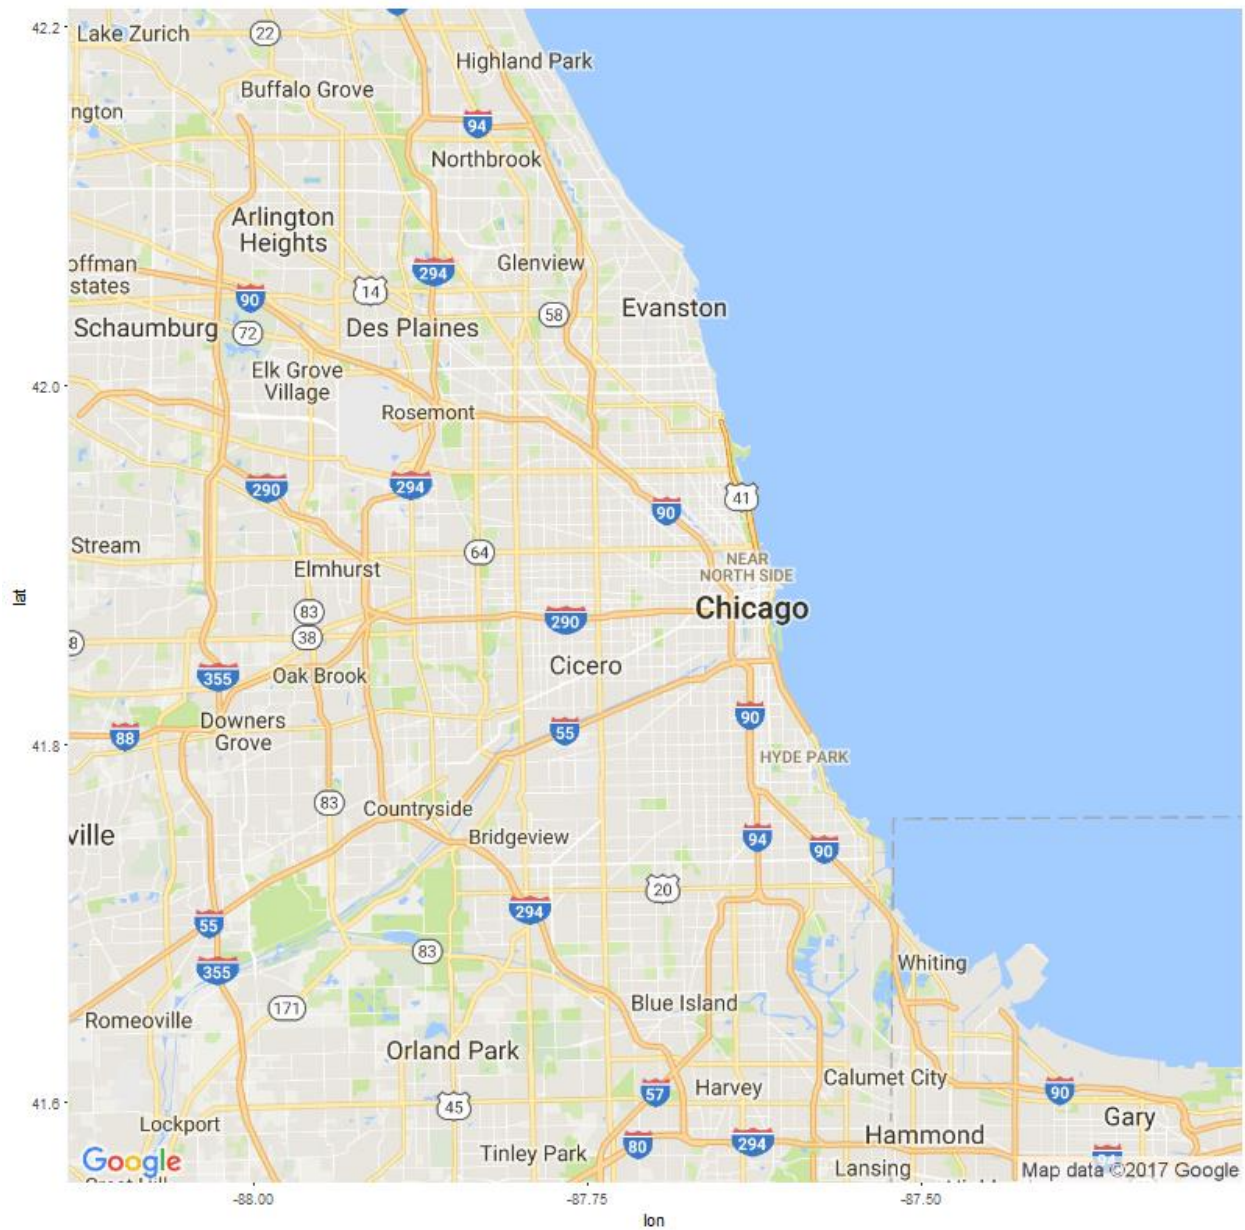 42.2
Lake Zurich
22
Highland Park
Buffalo Grove
ngton
94
Northbrook
Arlington
Heights
offman
states
294
Glenview
90
14
58
Evanston
Schaumburg
72
Des Plaines
Elk Grove
Village
42.0
Rosemont
290
294
41
90
Stream
64
NEAR
NORTH SIDE
Elmhurst
lat
83
Chicago
290
38
8
Cicero
355
Oak Brook
90
Downers
Grove
88
55
41.8
HYDE PARK
83
Countryside
ville
Bridgeview
94
90
20
294
55
83
Whiting
355
171
Blue Island
Romeoville
Orland Park
Calumet City
57
Harvey
90
41.6
45
Gary
Lockport
Hammond
80
294
Tinley Park
Google
Lansing
94
Map data ©2017 Google
-88.00
-87.75
-87.50
lon